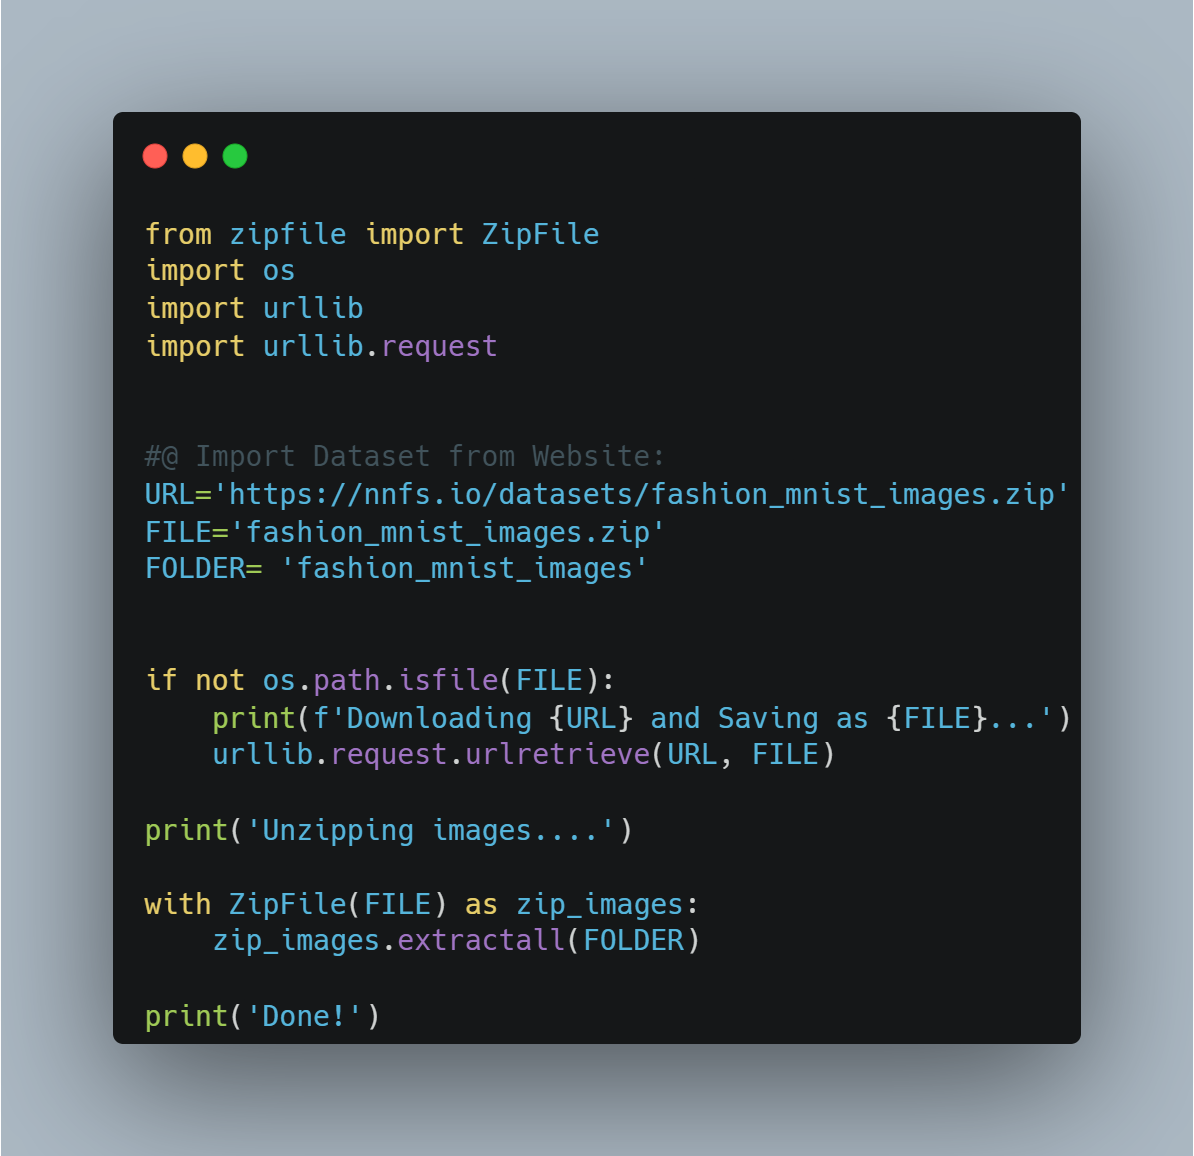 from zipfile import ZipFile
import os
import urllib
import urllib.request
#@ Import Dataset from Website:
URL='https://nnfs.io/datasets/fashion_mnist_images.zip'
FILE='fashion_mnist_images.zip'
FOLDER= 'fashion_mnist_images'
if not os.path.isfile(FILE):
    print(f'Downloading {URL} and Saving as {FILE}...')
    urllib.request.urlretrieve(URL, FILE)
print('Unzipping images....')
with ZipFile(FILE) as zip_images:
    zip_images.extractall(FOLDER)
print('Done!')